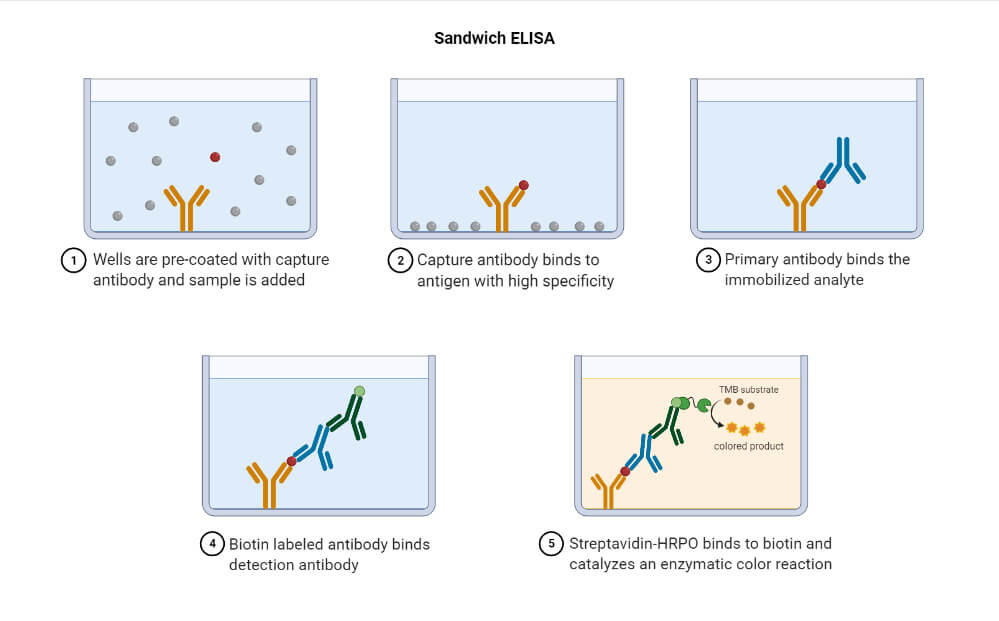 Sandwich ELISA
1 Wells are pre-coated with capture
antibody and sample is added
2 Capture antibody binds to
antigen with high specificity
3 Primary antibody binds the
immobilized analyte
4 Biotin labeled antibody binds
detection antibody
TMB substrate
colored product
5 Streptavidin-HRPO binds to biotin and
catalyzes an enzymatic color reaction